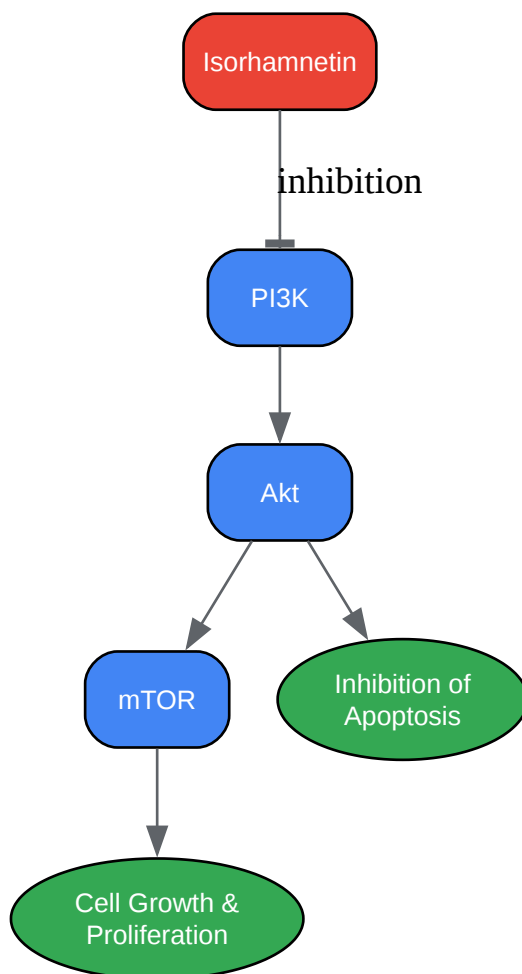 Isorhamnetin
inhibition
PI3K
Akt
mTOR
Inhibition of
Apoptosis
Cell Growth &
Proliferation